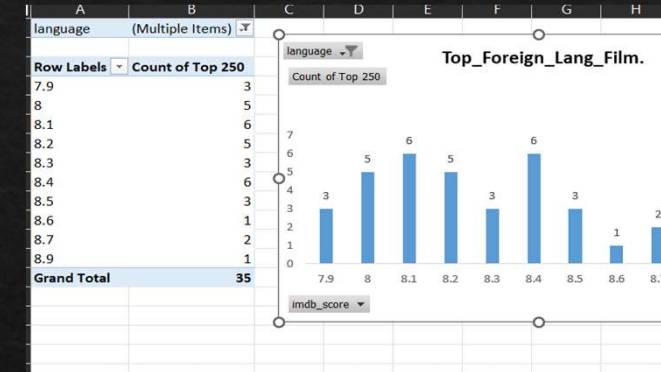 A B C D E F G H
language (Multiple Items)
Row Labels Count of Top 250
7.9 3
8 5
8.1 6
8.2 5
8.3 3
8.4 6
8.5 3
8.6 1
8.7 2
8.9 1
Grand Total 35
language
Top_Foreign_Lang_Film.
Count of Top 250
7
6
5
4
3
2
1
0
3 5 6 5 3 6 3 1 2
7.9 8 8.1 8.2 8.3 8.4 8.5 8.6 8.
imdb_score